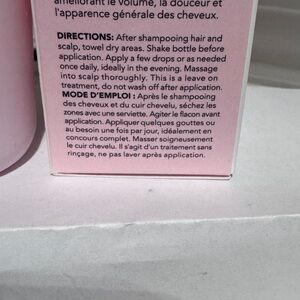 améliorant le volume, la douceur et
l'apparence générale des cheveux.
DIRECTIONS: After shampooing hair and
scalp, towel dry areas. Shake bottle before
application. Apply a few drops or as needed
once daily, ideally in the evening. Massage
into scalp thoroughly. This is a leave on
treatment, do not wash off after application.
MODE D'EMPLOI : Après le shampooing
des cheveux et du cuir chevelu, séchez les
zones avec une serviette. Agiter le flacon avant
application. Appliquer quelques gouttes ou
au besoin une fois par jour, idéalement en
concours complet. Masser soigneusement
le cuir chevelu. Il s'agit d'un traitement sans
rinçage, ne pas laver après application.